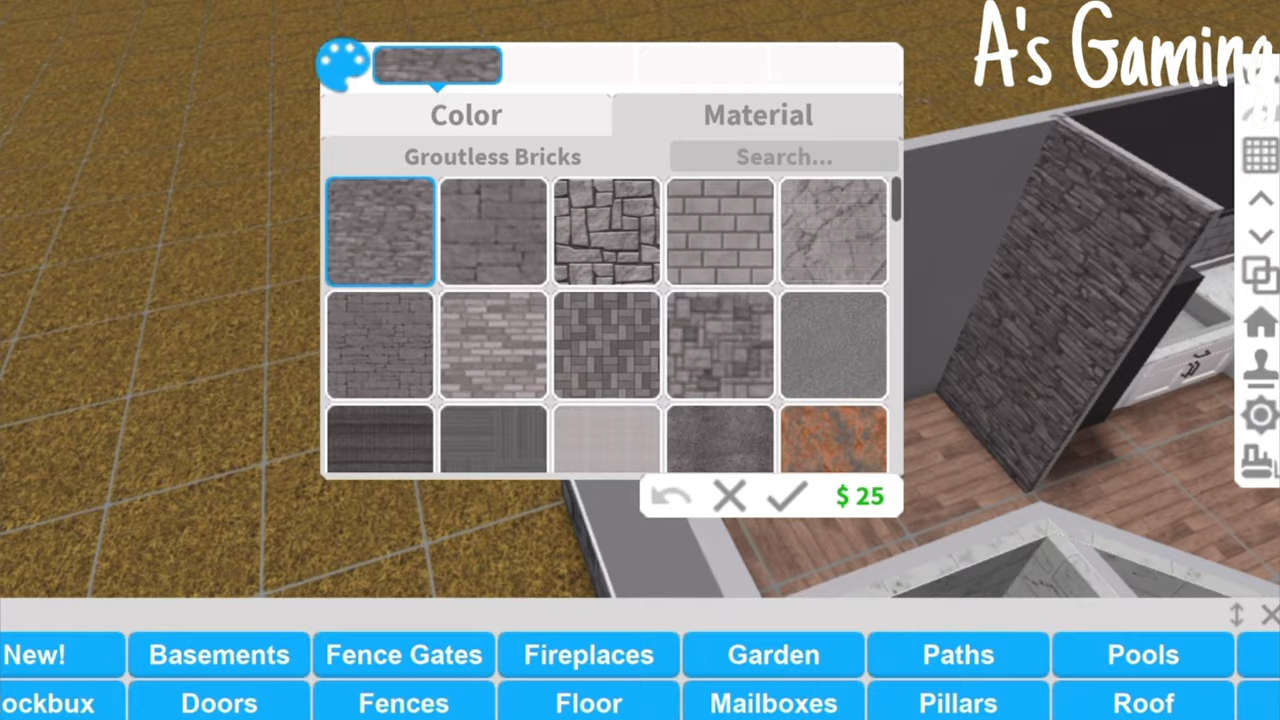 A's Gaming
Color
Material
Groutless Bricks
Search...
$ 25
New!
Basements
Fence Gates
Fireplaces
Garden
Paths
Pools
ockbux
Doors
Fences
Floor
Mailboxes
Pillars
Roof